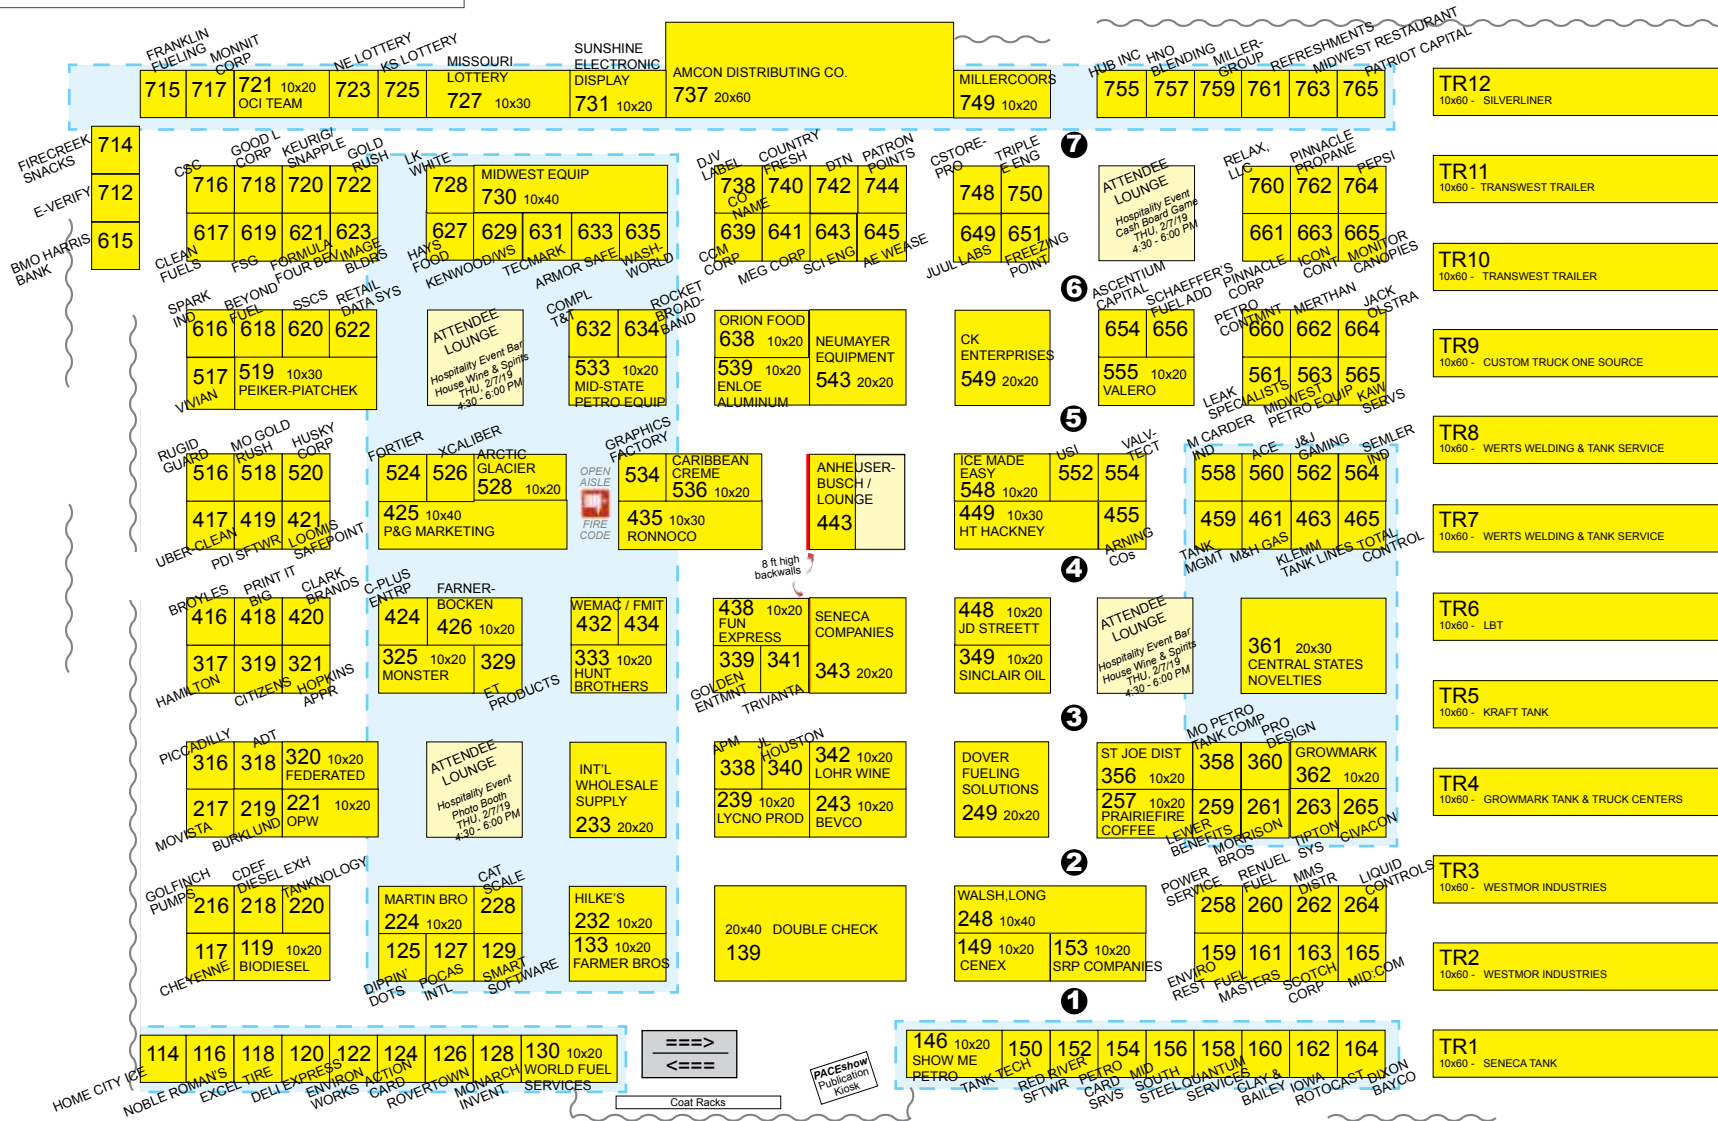 FRANKLIN
FUELING
MONNIT
CORP
NE LOTTERY
KS LOTTERY
MISSOURI
LOTTERY
727 10x30
SUNSHINE
ELECTRONIC
DISPLAY
731 10x20
AMCON DISTRIBUTING CO.
737 20x60
MILLERCOORS
749 10x20
HUB INC
HNO
BLENDING
MILLER-
GROUP
REFRESHMENTS
MIDWEST RESTAURANT
PATRIOT CAPITAL
715
717
721 10x20
OCI TEAM
723
725
755
757
759
761
763
765
TR12
10x60 - SILVERLINER
7
FIRECREEK
SNACKS
714
E-VERIFY
712
BMO HARRIS
BANK
615
CSC
GOOD L
CORP
KEURIG/
SNAPPLE
GOLD
RUSH
LK
WHITE
716
718
720
722
728
MIDWEST EQUIP
730 10x40
DJV
LABEL
COUNTRY
FRESH
DTN
PATRON
POINTS
738
CO
NAME
740
742
744
CSTORE-
PRO
TRIPLE
E ENG
748
750
ATTENDEE
LOUNGE
Hospitality Event
Cash Board Game
THU, 2/7/19
4:30 - 6:00 PM
RELAX,
LLC
PINNACLE
PROPANE
PEPSI
760
762
764
TR11
10x60 - TRANSWEST TRAILER
617
619
621
623
627
629
631
633
635
639
641
643
645
649
651
661
663
665
CLEAN
FUELS
FSG
FORMULA
FOUR BEV
IMAGE
BLDRS
HAYS
FOOD
KENWOOD/WS
TECMARK
ARMOR SAFE
WASH-
WORLD
CCM
CORP
MEG CORP
SCI ENG
AE WEASE
JUUL LABS
FREEZING
POINT
PINNACLE
CORP
ICON
CONT
MONITOR
CANOPIES
TR10
10x60 - TRANSWEST TRAILER
6
SPARK
IND
BEYOND
FUEL
SSCS
RETAIL
DATA SYS
COMPL
T&T
ROCKET
BROAD-
BAND
ASCENTIUM
CAPITAL
SCHAEFFER'S
FUEL ADD
PETRO
CONTMNT
MERTHAN
JACK
OLSTRA
616
618
620
622
ATTENDEE
LOUNGE
Hospitality Event Bar
House Wine & Spirits
THU, 2/7/19
4:30 - 6:00 PM
632
634
ORION FOOD
638 10x20
NEUMAYER
EQUIPMENT
543 20x20
CK
ENTERPRISES
549 20x20
654
656
660
662
664
TR9
10x60 - CUSTOM TRUCK ONE SOURCE
517
519 10x30
PEIKER-PIATCHEK
533 10x20
MID-STATE
PETRO EQUIP
539 10x20
ENLOE
ALUMINUM
555 10x20
VALERO
561
563
565
VIVIAN
LEAK
SPECIALISTS
MIDWEST
PETRO EQUIP
KAW
SERVS
5
RUGID
GUARD
MO GOLD
RUSH
HUSKY
CORP
FORTIER
XCALIBER
ARCTIC
GLACIER
528 10x20
GRAPHICS
FACTORY
CARIBBEAN
CREME
536 10x20
ANHEUSER-
BUSCH /
LOUNGE
443
ICE MADE
EASY
548 10x20
USI
VALV-
TECT
M CARDER
IND
ACE
J&J
GAMING
SEMLER
IND
TR8
10x60 - WERTS WELDING & TANK SERVICE
516
518
520
524
526
OPEN
AISLE
FIRE
CODE
534
552
554
558
560
562
564
417
419
421
425 10x40
P&G MARKETING
435 10x30
RONNOCO
449 10x30
HT HACKNEY
455
459
461
463
465
TR7
10x60 - WERTS WELDING & TANK SERVICE
UBER-CLEAN
PDI SFTWR
LOOMIS
SAFEPOINT
8 ft high
backwalls
ARNING
COs
TANK
MGMT
M&H GAS
KLEMM
TANK LINES
TOTAL
CONTROL
4
BROYLES
PRINT IT
BIG
CLARK
BRANDS
C-PLUS
ENTRP
FARNER-
BOCKEN
426 10x20
WEMAC / FMIT
432
434
438 10x20
FUN
EXPRESS
SENECA
COMPANIES
343 20x20
448 10x20
JD STREETT
ATTENDEE
LOUNGE
Hospitality Event Bar
House Wine & Spirits
THU, 2/7/19
4:30 - 6:00 PM
361 20x30
CENTRAL STATES
NOVELTIES
TR6
10x60 - LBT
416
418
420
424
317
319
321
325 10x20
MONSTER
329
333 10x20
HUNT
BROTHERS
339
341
349 10x20
SINCLAIR OIL
HAMILTON
CITIZENS
HOPKINS
APPR
ET
PRODUCTS
GOLDEN
ENTMNT
TRIVANTA
TR5
10x60 - KRAFT TANK
3
PICCADILLY
ADT
APM
JL
HOUSTON
MO PETRO
TANK COMP
PRO
DESIGN
316
318
320 10x20
FEDERATED
ATTENDEE
LOUNGE
Hospitality Event
Photo Booth
THU, 2/7/19
4:30 - 6:00 PM
INT'L
WHOLESALE
SUPPLY
233 20x20
338
340
342 10x20
LOHR WINE
DOVER
FUELING
SOLUTIONS
249 20x20
ST JOE DIST
356 10x20
358
360
GROWMARK
362 10x20
TR4
10x60 - GROWMARK TANK & TRUCK CENTERS
217
219
221 10x20
OPW
239 10x20
LYCNO PROD
243 10x20
BEVCO
257 10x20
PRAIRIEFIRE
COFFEE
259
261
263
265
MOVISTA
BURKLUND
LEWER
BENEFITS
MORRISON
BROS
TIPTON
SYS
CIVACON
2
GOLFINCH
PUMPS
CDEF
DIESEL EXH
TANKNOLOGY
CAT
SCALE
POWER
SERVICE
RENUEL
FUEL
MMS
DISTR
LIQUID
CONTROLS
TR3
10x60 - WESTMOR INDUSTRIES
216
218
220
MARTIN BRO
224 10x20
228
HILKE'S
232 10x20
20x40 DOUBLE CHECK
139
WALSH,LONG
248 10x40
258
260
262
264
117
119 10x20
BIODIESEL
125
127
129
133 10x20
FARMER BROS
149 10x20
CENEX
153 10x20
SRP COMPANIES
159
161
163
165
TR2
10x60 - WESTMOR INDUSTRIES
CHEYENNE
DIPPIN'
DOTS
POCAS
INTL
SMART
SOFTWARE
ENVIRO
REST
FUEL
MASTERS
SCOTCH
CORP
MID:COM
1
114
116
118
120
122
124
126
128
130 10x20
WORLD FUEL
SERVICES
===>
<===
146 10x20
SHOW ME
PETRO
150
152
154
156
158
160
162
164
TR1
10x60 - SENECA TANK
HOME CITY ICE
NOBLE ROMAN'S
EXCEL TIRE
DELI EXPRESS
ENVIRON
WORKS
ACTION
CARD
ROVERTOWN
MONARCH
INVENT
Coat Racks
PACEshow
Publication
Kiosk
TANK TECH
RED RIVER
SFTWR
PETRO
CARD
SRVS
MID
SOUTH
STEEL
QUANTUM
SERVICES
CLAY &
BAILEY
IOWA
ROTOCAST
DIXON
BAYCO